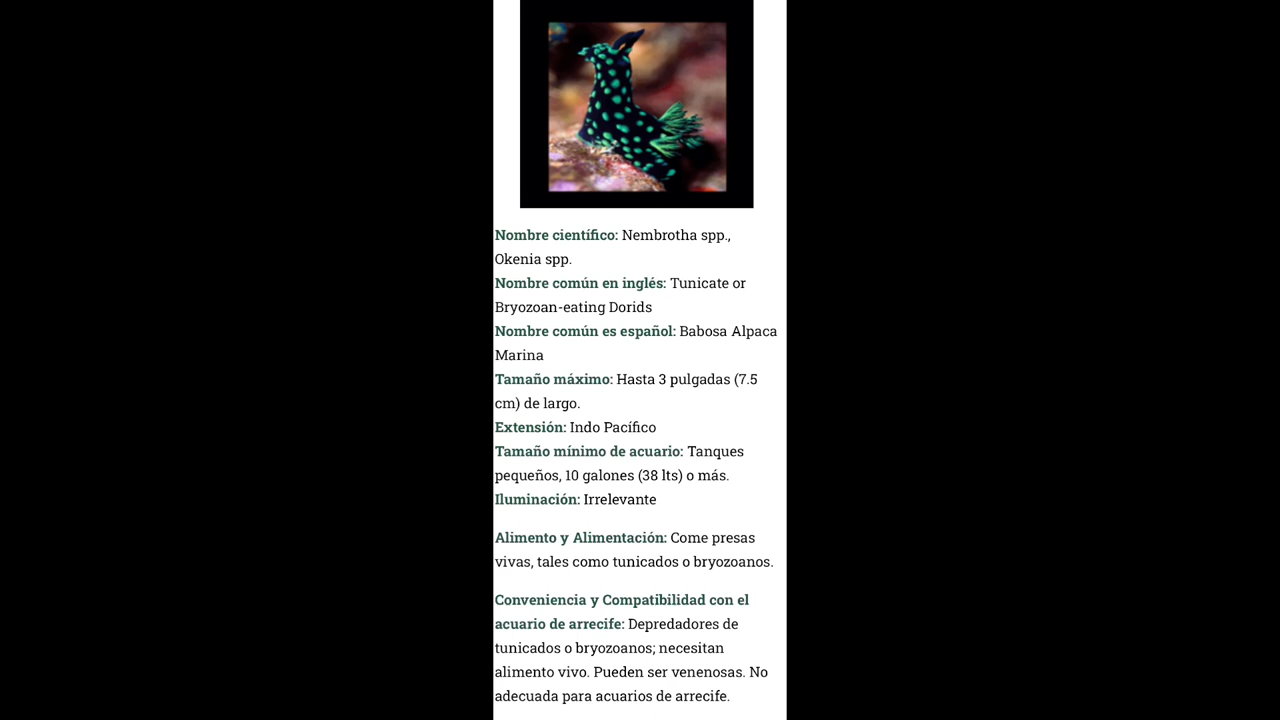 Nombre científico: Nembrotha spp.,
Okenia spp.
Nombre común en inglés: Tunicate or
Bryozoan-eating Dorids
Nombre común es español: Babosa Alpaca
Marina
Tamaño máximo: Hasta 3 pulgadas (7.5
cm) de largo.
Extensión: Indo Pacífico
Tamaño mínimo de acuario: Tanques
pequeños, 10 galones (38 lts) o más.
Iluminación: Irrelevante
Alimento y Alimentación: Come presas
vivas, tales como tunicados o bryozoanos.
Conveniencia y Compatibilidad con el
acuario de arrecife: Depredadores de
tunicados o bryozoanos; necesitan
alimento vivo. Pueden ser venenosas. No
adecuada para acuarios de arrecife.